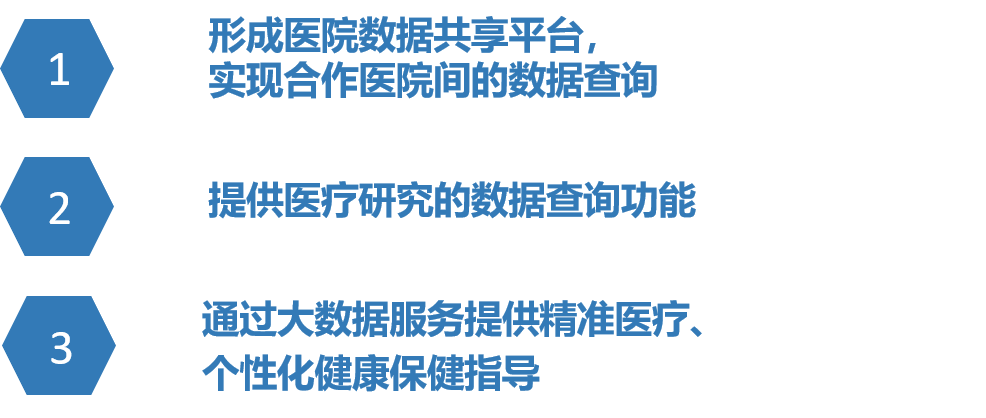 1
形成医院数据共享平台，
实现合作医院间的数据查询
2
提供医疗研究的数据查询功能
3
通过大数据服务提供精准医疗、
个性化健康保健指导